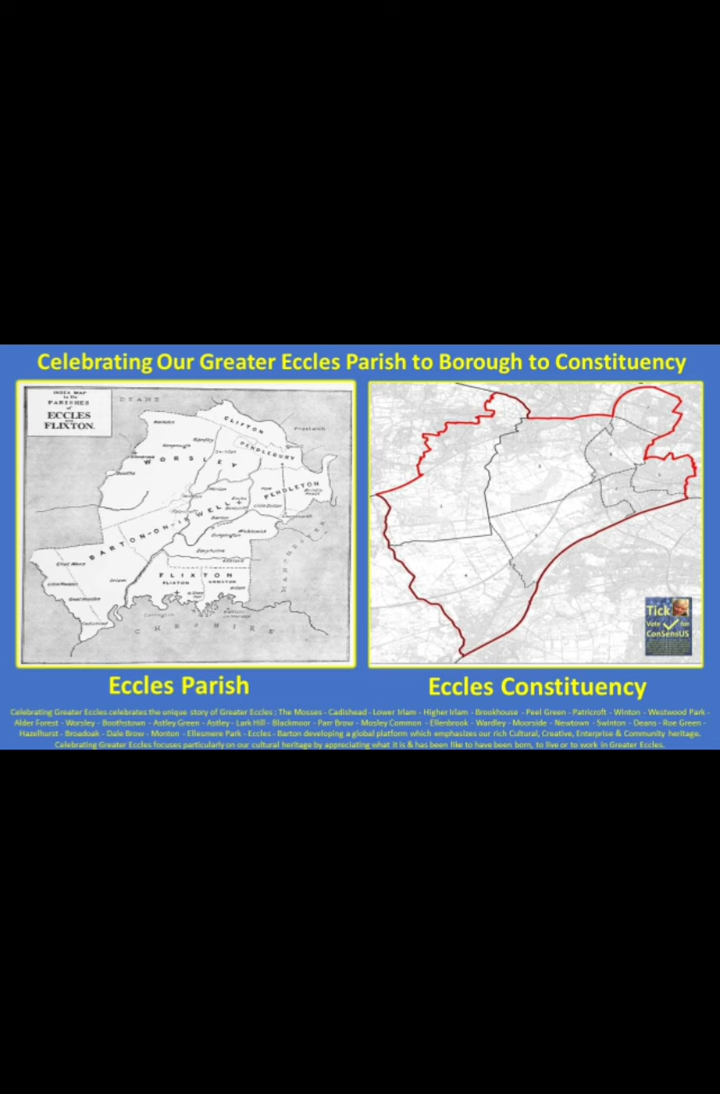 Celebrating Our Greater Eccles Parish to Borough to Constituency
INDEX MAP
to the
PARISHES
of
ECCLES
FLIXTON.
DEANE
CLIFTON
Prestwich
PENDLEBURY
WORSLEY
PENDLETON
BARTON-ON-IRWELL
FLIXTON
FLIXTON URMSTON
Cadishead
MANCHESTER
CHESHIRE
Tick
Vote for
ConSensUS
Eccles Parish
Eccles Constituency
Celebrating Greater Eccles celebrates the unique story of Greater Eccles : The Mosses - Cadishead - Lower Irlam - Higher Irlam - Brookhouse - Peel Green - Patricroft - Winton - Westwood Park -
Alder Forest - Worsley - Boothstown - Astley Green - Astley - Lark Hill - Blackmoor - Parr Brow - Mosley Common - Ellenbrook - Wardley - Moorside - Newtown - Swinton - Deans - Roe Green -
Hazelhurst - Broadoak - Dale Brow - Monton - Ellesmere Park - Eccles - Barton developing a global platform which emphasizes our rich Cultural, Creative, Enterprise & Community heritage.
Celebrating Greater Eccles focuses particularly on our cultural heritage by appreciating what it is & has been like to have been born, to live or to work in Greater Eccles.